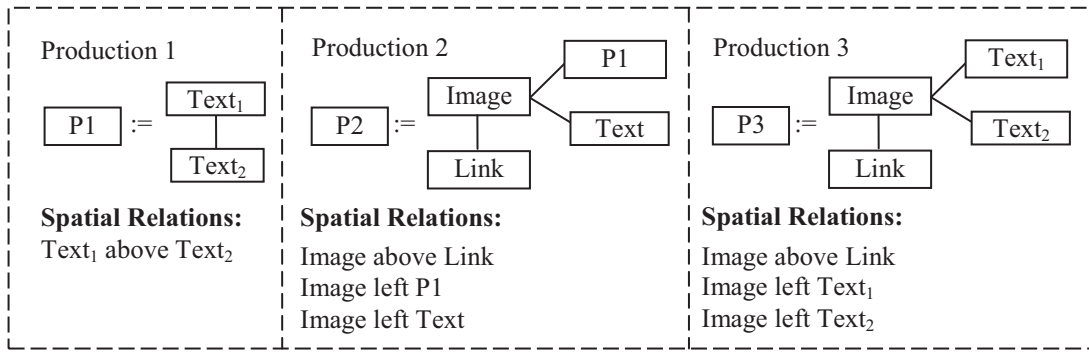 Production 1
P1 := Text₁
Text₂
Spatial Relations:
Text₁ above Text₂
Production 2
P1
P2 := Image
Text
Link
Spatial Relations:
Image above Link
Image left P1
Image left Text
Production 3
Text₁
P3 := Image
Text₂
Link
Spatial Relations:
Image above Link
Image left Text₁
Image left Text₂